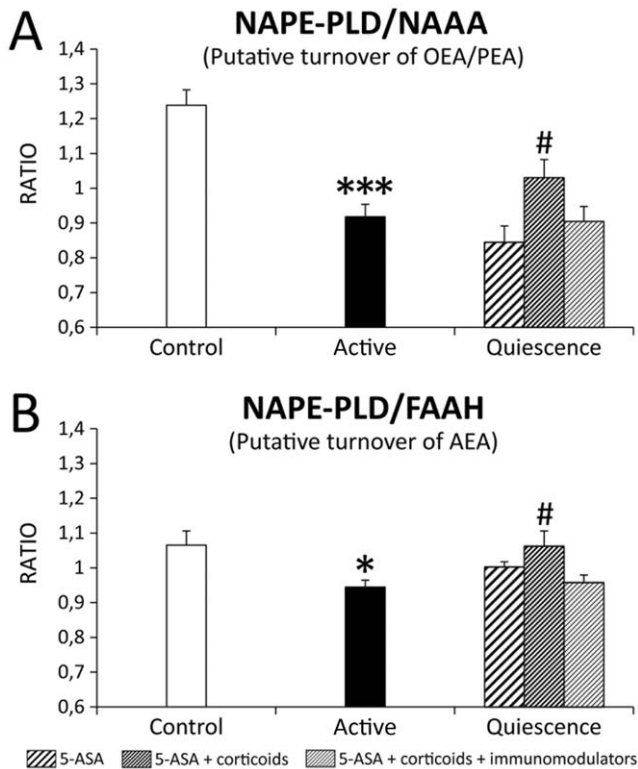 A
NAPE-PLD/NAAA
(Putative turnover of OEA/PEA)
RATIO
1,4
1,3
1,2
1,1
1
0,9
0,8
0,7
0,6
***
#
Control Active Quiescence
B
NAPE-PLD/FAAH
(Putative turnover of AEA)
RATIO
1,4
1,3
1,2
1,1
1
0,9
0,8
0,7
0,6
*
#
Control Active Quiescence
5-ASA 5-ASA + corticoids 5-ASA + corticoids + immunomodulators